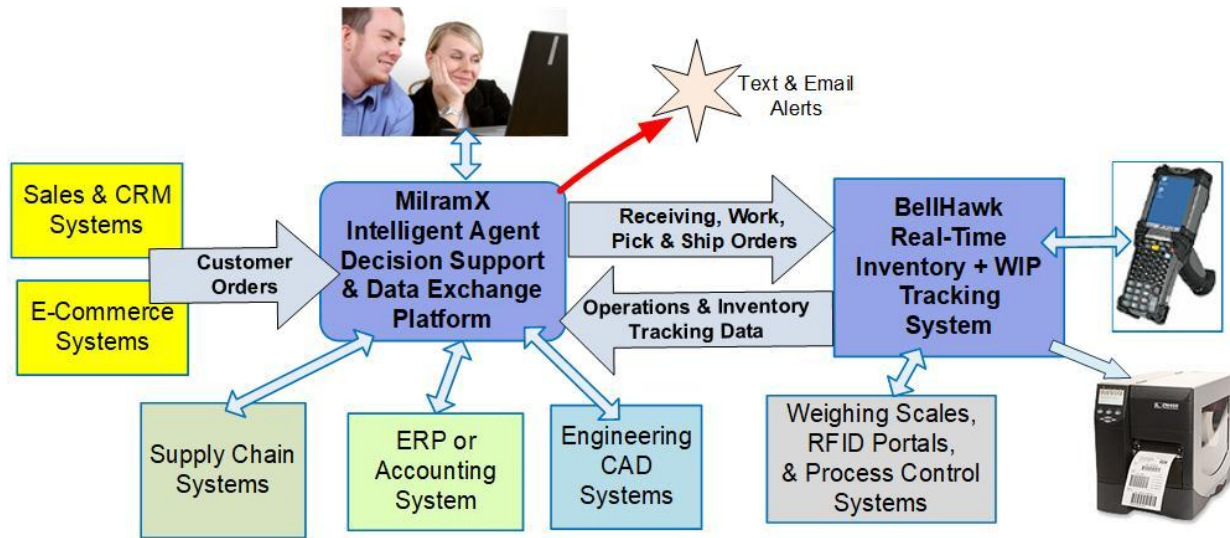 Text & Email
Alerts
Sales & CRM
Systems
E-Commerce
Systems
Customer
Orders
MilramX
Intelligent Agent
Decision Support
& Data Exchange
Platform
Receiving, Work,
Pick & Ship Orders
Operations & Inventory
Tracking Data
BellHawk
Real-Time
Inventory + WIP
Tracking
System
Supply Chain
Systems
ERP or
Accounting
System
Engineering
CAD
Systems
Weighing Scales,
RFID Portals,
& Process Control
Systems